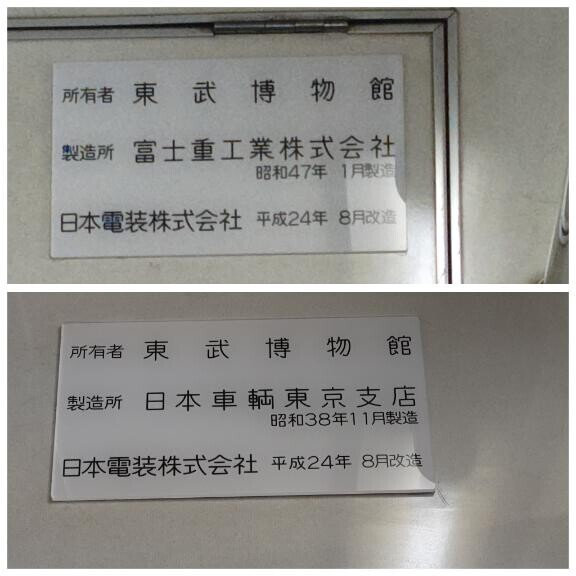 所有者 東武博物館
製造所 富士重工業株式会社
昭和47年 1月製造
日本電装株式会社 平成24年 8月改造
所有者 東武博物館
製造所 日本車輌東京支店
昭和38年11月製造
日本電装株式会社 平成24年 8月改造